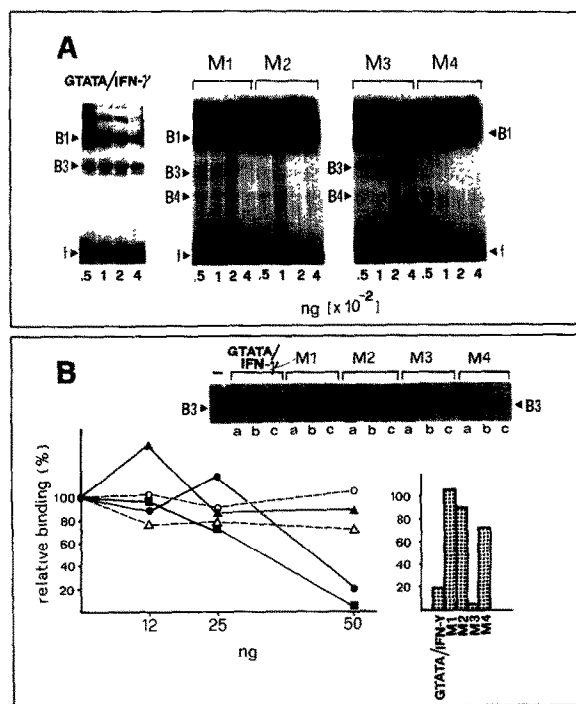 A
GTATA/IFN-γ
M1 M2 M3 M4
B1
B3
f
B1
B3
B4
f
B3
B4
B1
f
.5 1 2 4
.5 1 2 4 .5 1 2 4
.5 1 2 4 .5 1 2 4
ng [x10⁻²]
B
– GTATA/IFN-γ M1 M2 M3 M4
B3 B3
a b c a b c a b c a b c a b c
relative binding (%)
100
80
60
40
20
12 25 50
ng
100
80
60
40
20
GTATA/IFN-γ
M1
M2
M3
M4